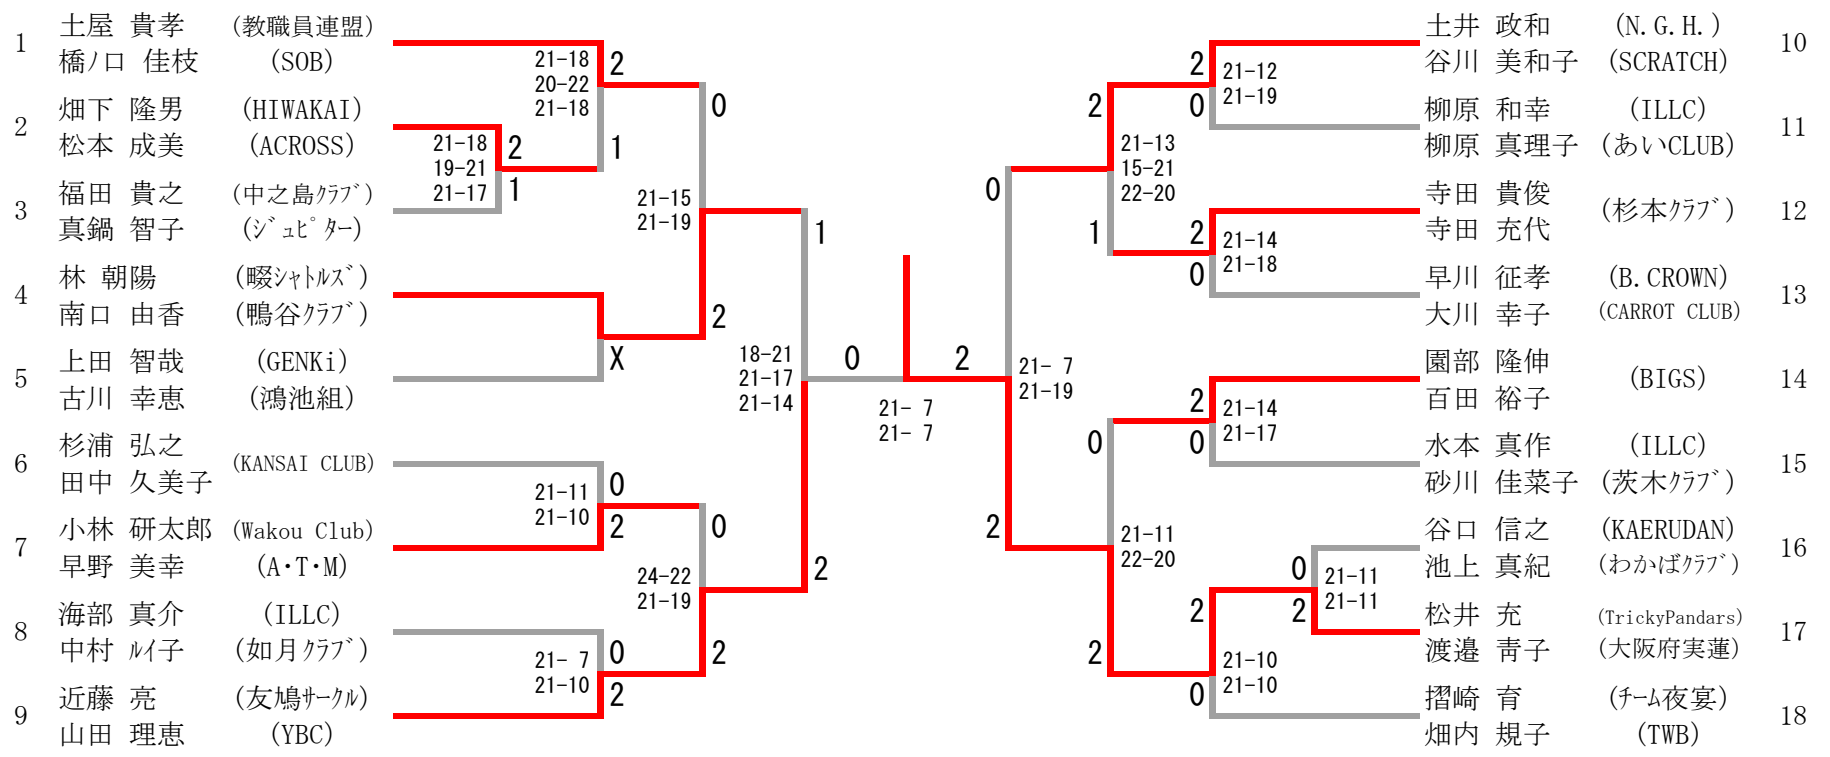 1 土屋 貴孝 (教職員連盟)
橋ノ口 佳枝 (SOB)
2 畑下 隆男 (HIWAKAI)
松本 成美 (ACROSS)
3 福田 貴之 (中之島ｸﾗﾌﾞ)
真鍋 智子 (ｼﾞｭﾋﾟﾀｰ)
4 林 朝陽 (畷ｼｬﾄﾙｽﾞ)
南口 由香 (鴨谷ｸﾗﾌﾞ)
5 上田 智哉 (GENKi)
古川 幸恵 (鴻池組)
6 杉浦 弘之 (KANSAI CLUB)
田中 久美子
7 小林 研太郎 (Wakou Club)
早野 美幸 (A・T・M)
8 海部 真介 (ILLC)
中村 ﾙｲ子 (如月ｸﾗﾌﾞ)
9 近藤 亮 (友鳩ｻｰｸﾙ)
山田 理恵 (YBC)
21-18
19-21
21-17
2
1
21-18
20-22
21-18
2
1
X
21-11
21-10
0
2
21- 7
21-10
0
2
21-15
21-19
0
2
24-22
21-19
0
2
18-21
21-17
21-14
1
2
0
2
21- 7
21- 7
21- 7
21-19
0
2
21-13
15-21
22-20
2
1
21-11
22-20
0
2
21-12
21-19
2
0
21-14
21-18
2
0
21-14
21-17
2
0
21-10
21-10
2
0
21-11
21-11
0
2
土井 政和 (N.G.H.) 10
谷川 美和子 (SCRATCH)
柳原 和幸 (ILLC) 11
柳原 真理子 (あいCLUB)
寺田 貴俊 (杉本ｸﾗﾌﾞ) 12
寺田 充代
早川 征孝 (B.CROWN) 13
大川 幸子 (CARROT CLUB)
園部 隆伸 (BIGS) 14
百田 裕子
水本 真作 (ILLC) 15
砂川 佳菜子 (茨木ｸﾗﾌﾞ)
谷口 信之 (KAERUDAN) 16
池上 真紀 (わかばｸﾗﾌﾞ)
松井 充 (TrickyPandars) 17
渡邉 靑子 (大阪府実蓮)
摺崎 育 (ﾁｰﾑ夜宴) 18
畑内 規子 (TWB)